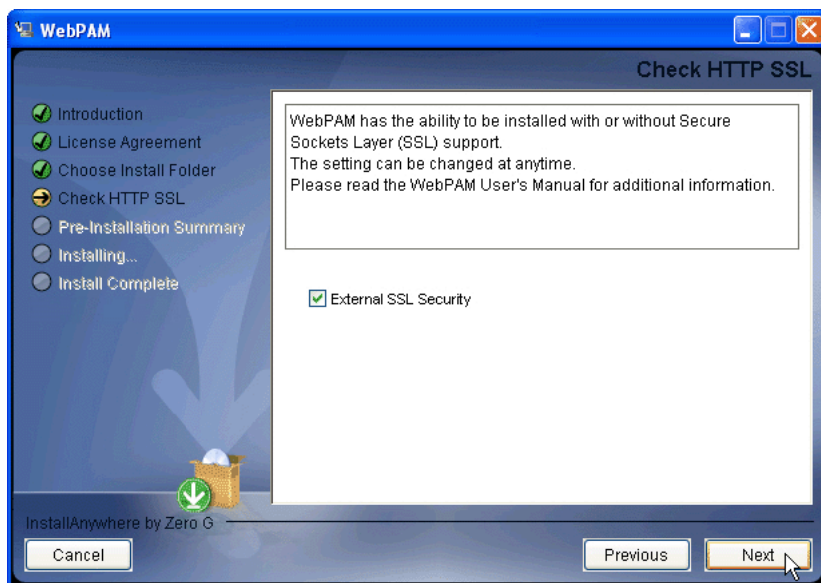 WebPAM
Check HTTP SSL
Introduction
License Agreement
Choose Install Folder
Check HTTP SSL
Pre-Installation Summary
Installing...
Install Complete
WebPAM has the ability to be installed with or without Secure
Sockets Layer (SSL) support.
The setting can be changed at anytime.
Please read the WebPAM User's Manual for additional information.
External SSL Security
InstallAnywhere by Zero G
Cancel
Previous
Next